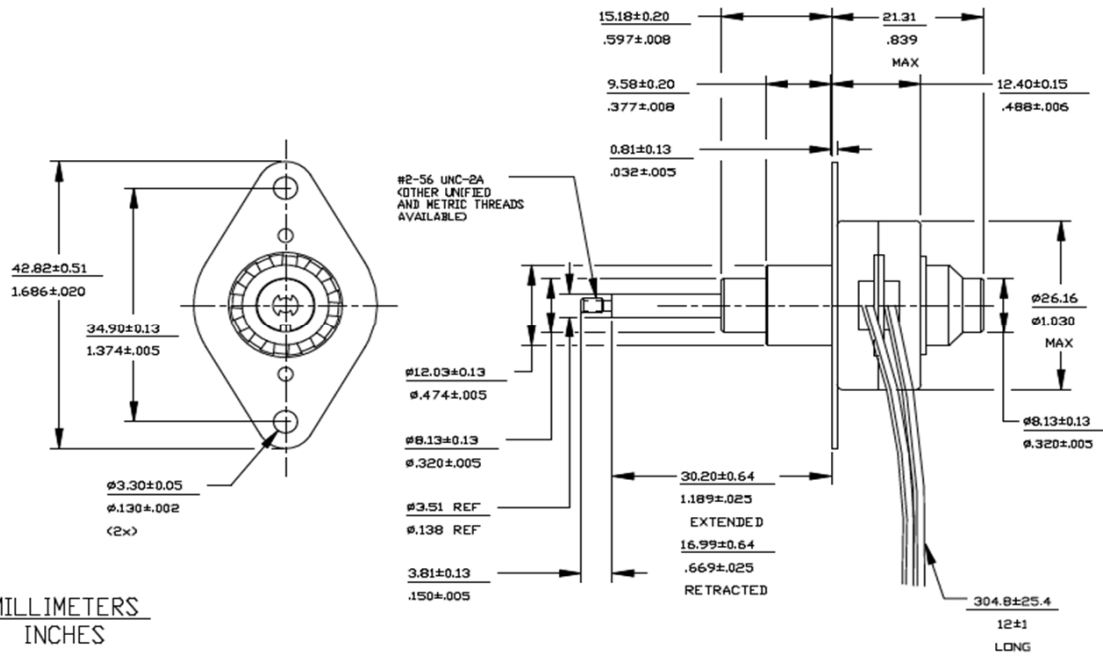 15.18±0.20
.597±.008
21.31
.839
MAX
9.58±0.20
.377±.008
12.40±0.15
.488±.006
0.81±0.13
.032±.005
#2-56 UNC-2A
(OTHER UNIFIED
AND METRIC THREADS
AVAILABLE)
42.82±0.51
1.686±.020
34.90±0.13
1.374±.005
ø3.30±0.05
ø.130±.002
(2x)
ø12.03±0.13
ø.474±.005
ø8.13±0.13
ø.320±.005
ø3.51 REF
ø.138 REF
3.81±0.13
.150±.005
30.20±0.64
1.189±.025
EXTENDED
16.99±0.64
.669±.025
RETRACTED
ø26.16
ø1.030
MAX
ø8.13±0.13
ø.320±.005
304.8±25.4
12±1
LONG
MILLIMETERS
INCHES